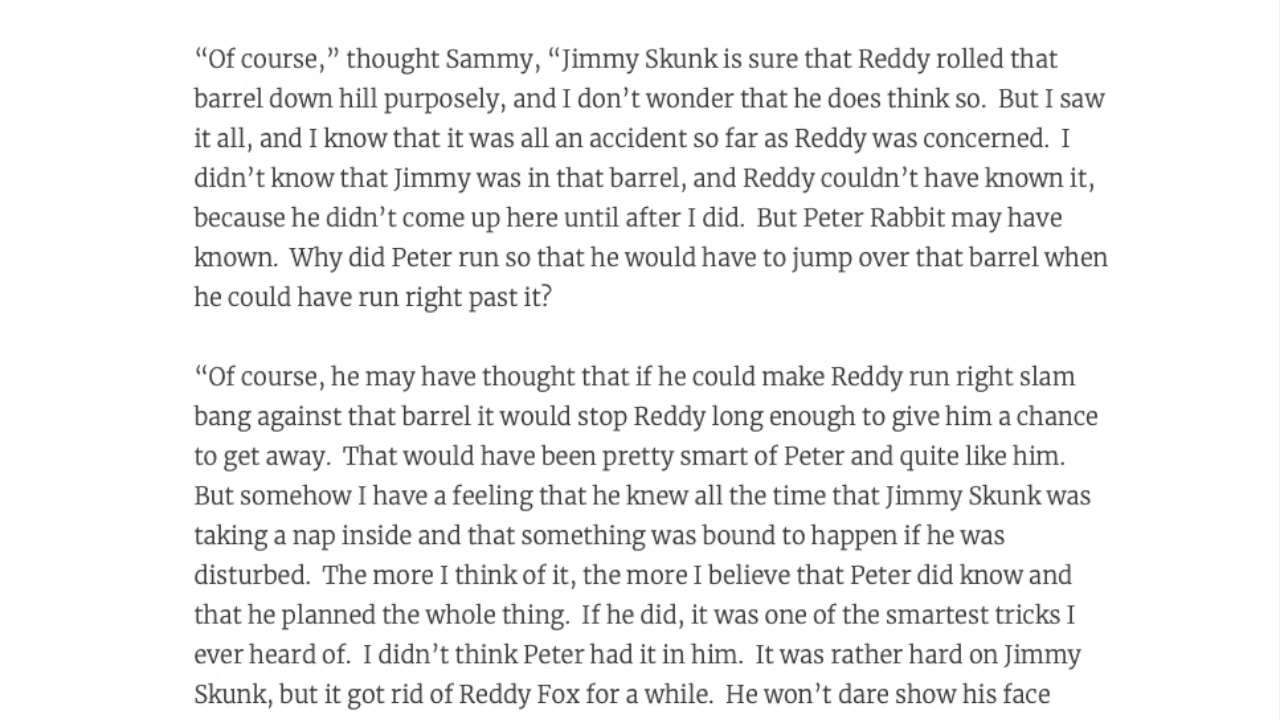 “Of course,” thought Sammy, “Jimmy Skunk is sure that Reddy rolled that
barrel down hill purposely, and I don’t wonder that he does think so.  But I saw
it all, and I know that it was all an accident so far as Reddy was concerned.  I
didn’t know that Jimmy was in that barrel, and Reddy couldn’t have known it,
because he didn’t come up here until after I did.  But Peter Rabbit may have
known.  Why did Peter run so that he would have to jump over that barrel when
he could have run right past it?
“Of course, he may have thought that if he could make Reddy run right slam
bang against that barrel it would stop Reddy long enough to give him a chance
to get away.  That would have been pretty smart of Peter and quite like him.
But somehow I have a feeling that he knew all the time that Jimmy Skunk was
taking a nap inside and that something was bound to happen if he was
disturbed.  The more I think of it, the more I believe that Peter did know and
that he planned the whole thing.  If he did, it was one of the smartest tricks I
ever heard of.  I didn’t think Peter had it in him.  It was rather hard on Jimmy
Skunk, but it got rid of Reddy Fox for a while.  He won’t dare show his face